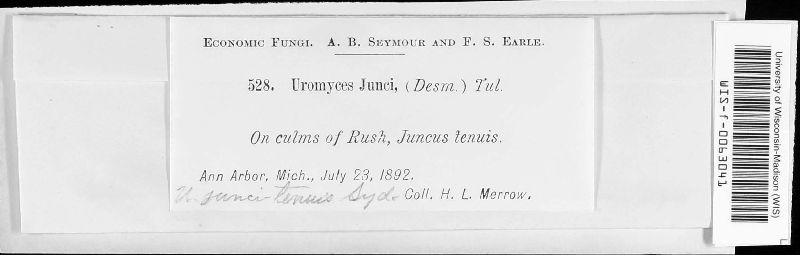 ECONOMIC FUNGI. A. B. SEYMOUR AND F. S. EARLE.
528. Uromyces Junci, (Desm.) Tul.
On culms of Rush, Juncus tenuis.
Ann Arbor, Mich., July 23, 1892.
U. junci-tenuis Syd. Coll. H. L. Merrow.
University of Wisconsin-Madison (WIS)
WIS-f-0063041